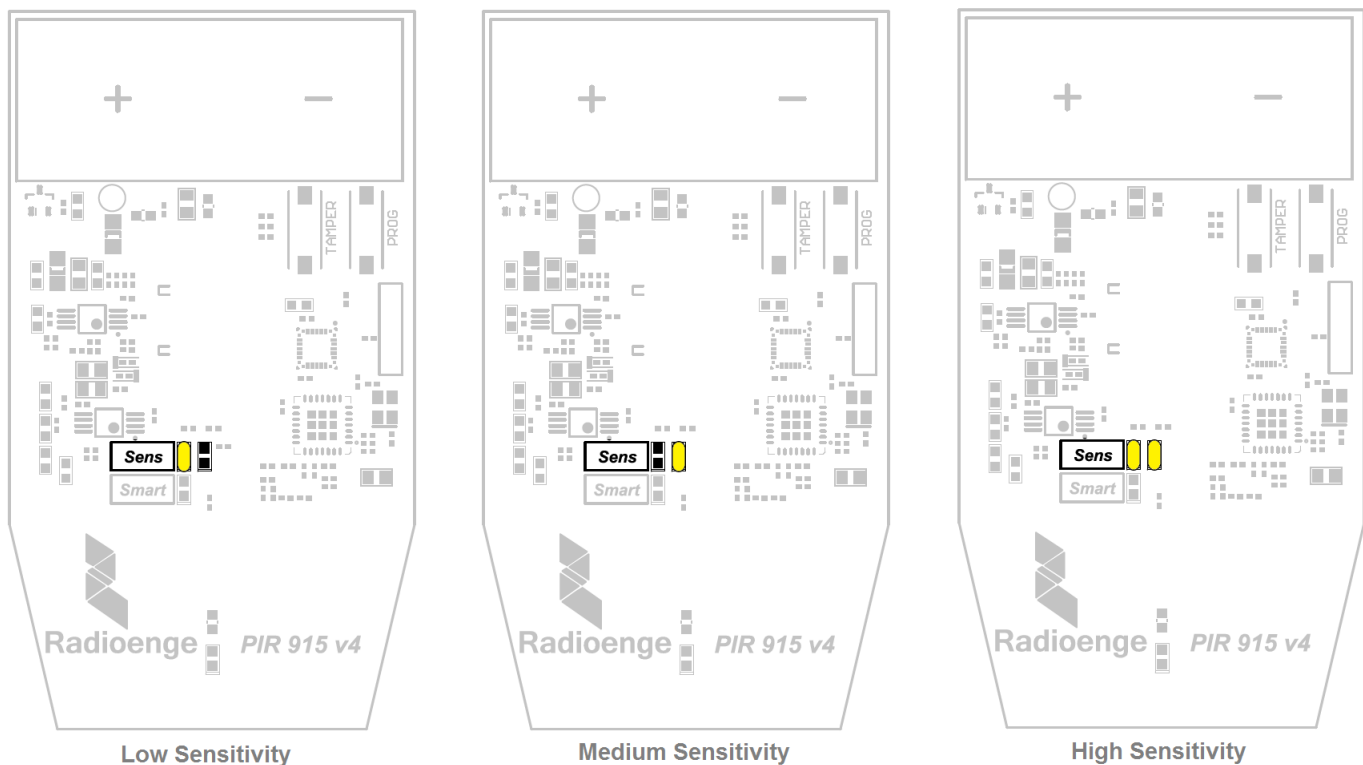 + −
TAMPER
PROG
Sens
Smart
Radioenge PIR 915 v4
Low Sensitivity
+ −
TAMPER
PROG
Sens
Smart
Radioenge PIR 915 v4
Medium Sensitivity
+ −
TAMPER
PROG
Sens
Smart
Radioenge PIR 915 v4
High Sensitivity